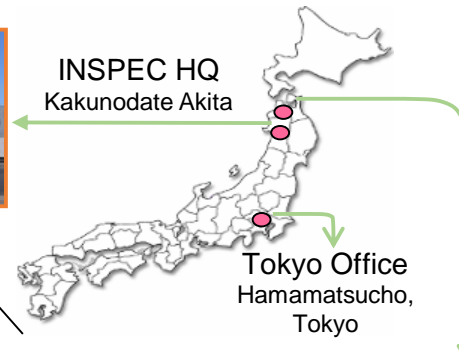 INSPEC HQ
Kakunodate Akita
Tokyo Office
Hamamatsucho,
Tokyo